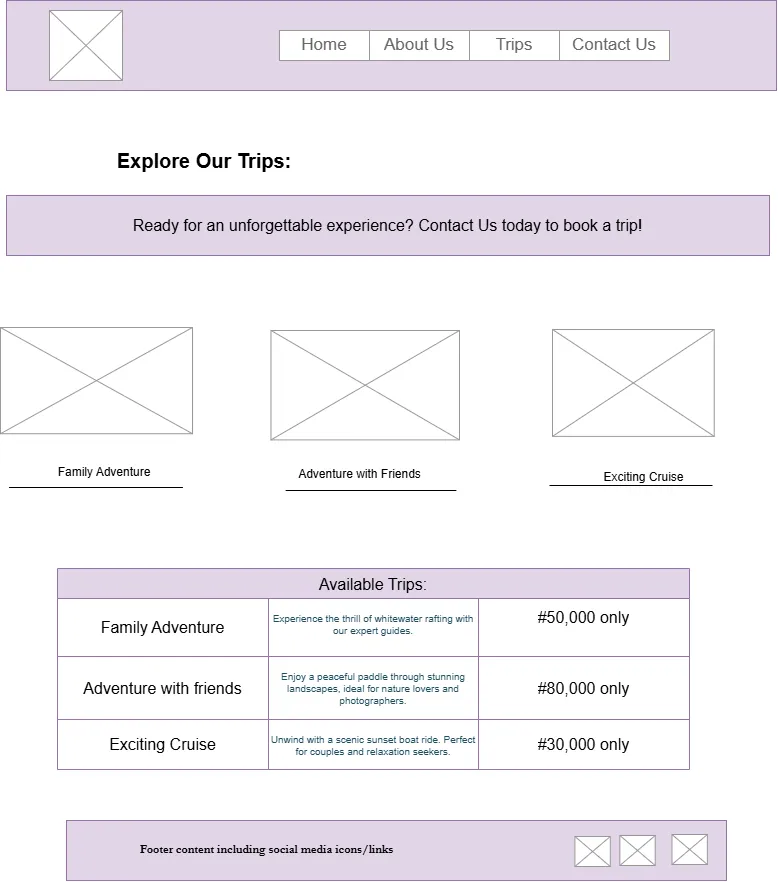 Home
About Us
Trips
Contact Us
Explore Our Trips:
Ready for an unforgettable experience? Contact Us today to book a trip!
Family Adventure
Adventure with Friends
Exciting Cruise
Available Trips:
Family Adventure
Experience the thrill of whitewater rafting with
our expert guides.
#50,000 only
Adventure with friends
Enjoy a peaceful paddle through stunning
landscapes, ideal for nature lovers and
photographers.
#80,000 only
Exciting Cruise
Unwind with a scenic sunset boat ride. Perfect
for couples and relaxation seekers.
#30,000 only
Footer content including social media icons/links